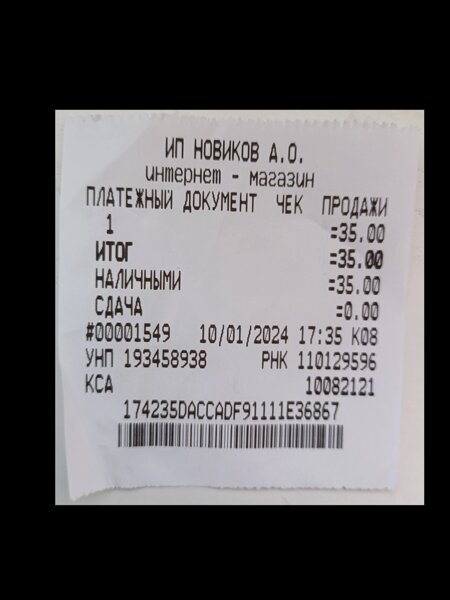 ИП НОВИКОВ А.О.
интернет - магазин
ПЛАТЕЖНЫЙ ДОКУМЕНТ ЧЕК ПРОДАЖИ
1 =35.00
ИТОГ =35.00
НАЛИЧНЫМИ =35.00
СДАЧА =0.00
#00001549 10/01/2024 17:35 К08
УНП 193458938 РНК 110129596
КСА 10082121
174235DACCADF91111E36867